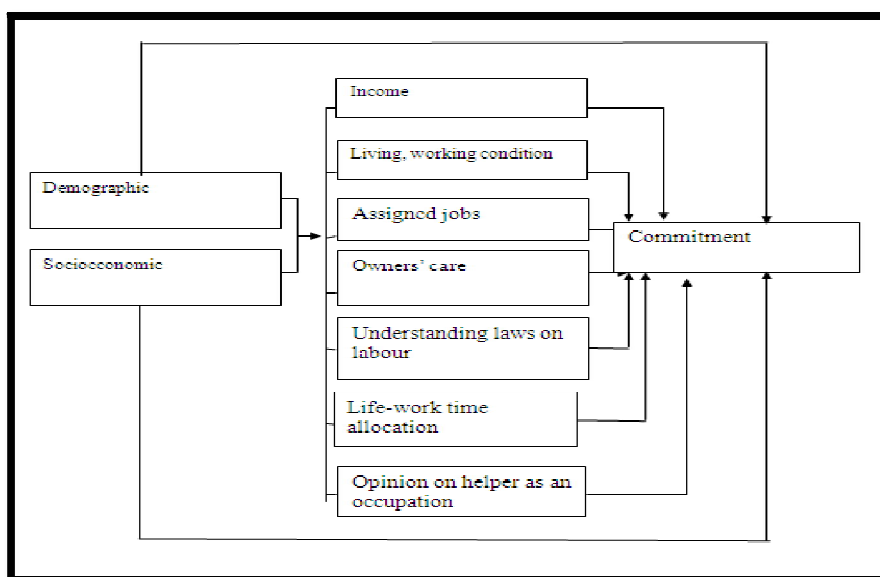 Income
Living, working condition
Demographic
Assigned jobs
Commitment
Socioeconomic
Owners' care
Understanding laws on
labour
Life-work time
allocation
Opinion on helper as an
occupation